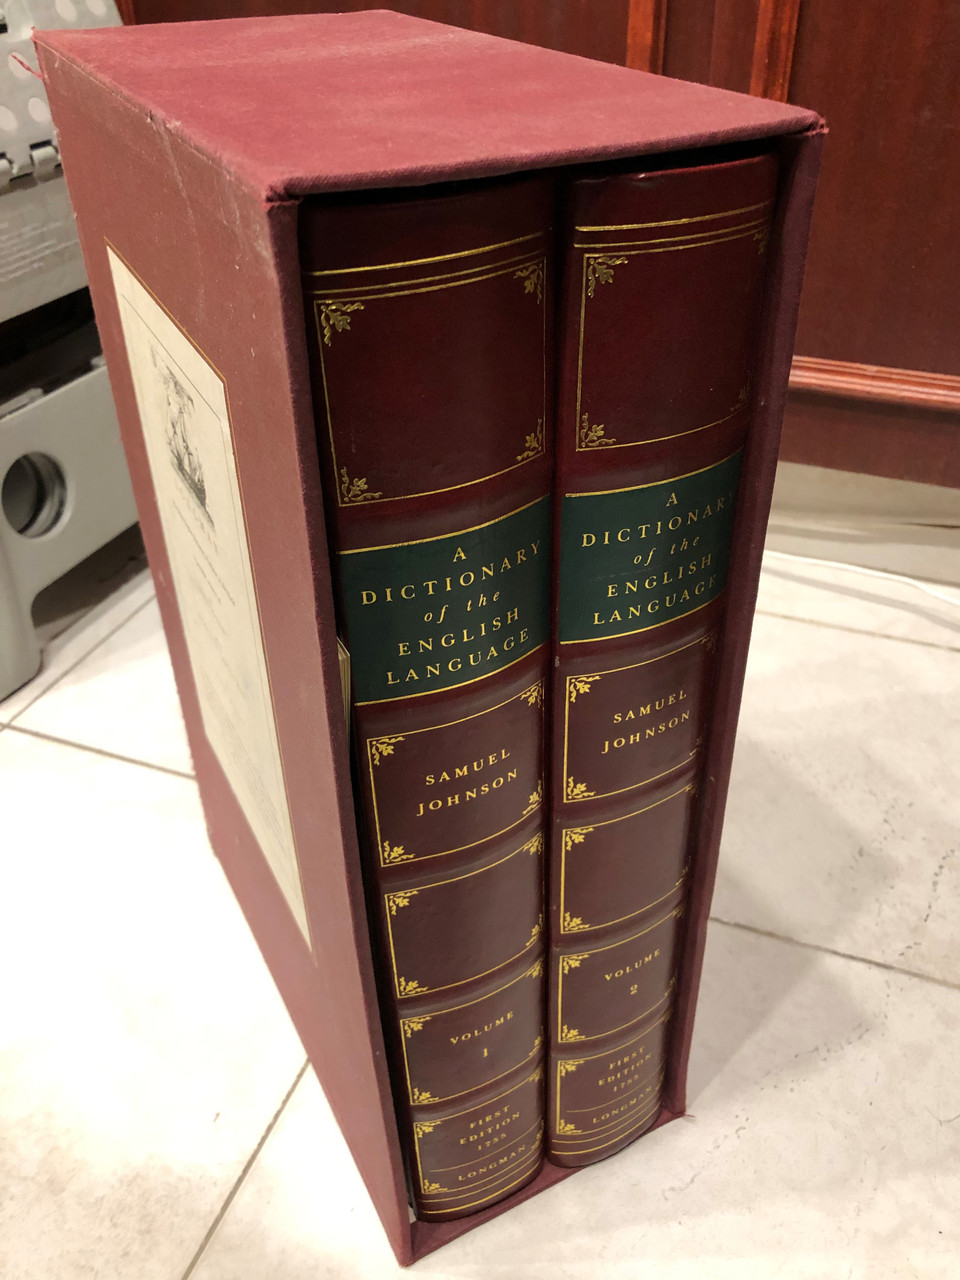 A
DICTIONARY
of the
ENGLISH
LANGUAGE
SAMUEL
JOHNSON
VOLUME
1
FIRST
EDITION
1755
LONGMAN
A
DICTIONARY
of the
ENGLISH
LANGUAGE
SAMUEL
JOHNSON
VOLUME
2
FIRST
EDITION
1755
LONGMAN